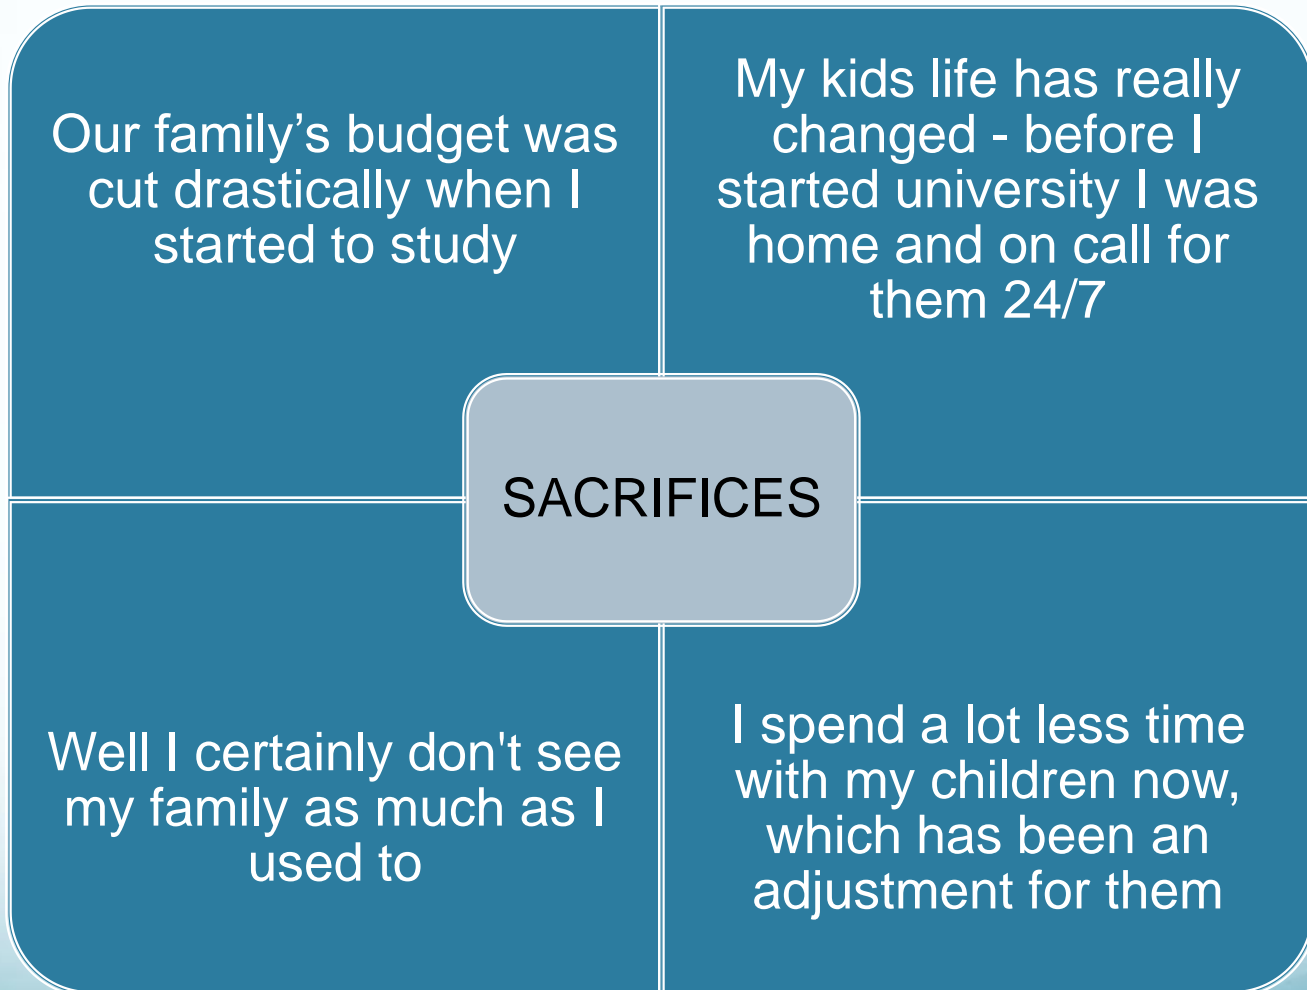 Our family’s budget was
cut drastically when I
started to study
My kids life has really
changed - before I
started university I was
home and on call for
them 24/7
SACRIFICES
Well I certainly don't see
my family as much as I
used to
I spend a lot less time
with my children now,
which has been an
adjustment for them